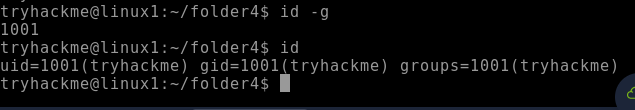 tryhackme@linux1:~/folder4$ id -g
1001
tryhackme@linux1:~/folder4$ id
uid=1001(tryhackme) gid=1001(tryhackme) groups=1001(tryhackme)
tryhackme@linux1:~/folder4$